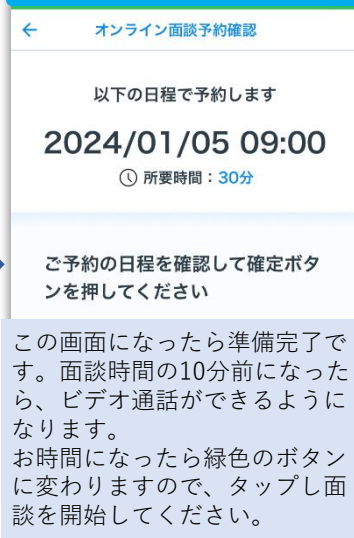 オンライン面談予約確認
以下の日程で予約します
2024/01/05 09:00
所要時間：30分
ご予約の日程を確認して確定ボタ
ンを押してください
この画面になったら準備完了で
す。面談時間の10分前になった
ら、ビデオ通話ができるように
なります。
お時間になったら緑色のボタン
に変わりますので、タップし面
談を開始してください。